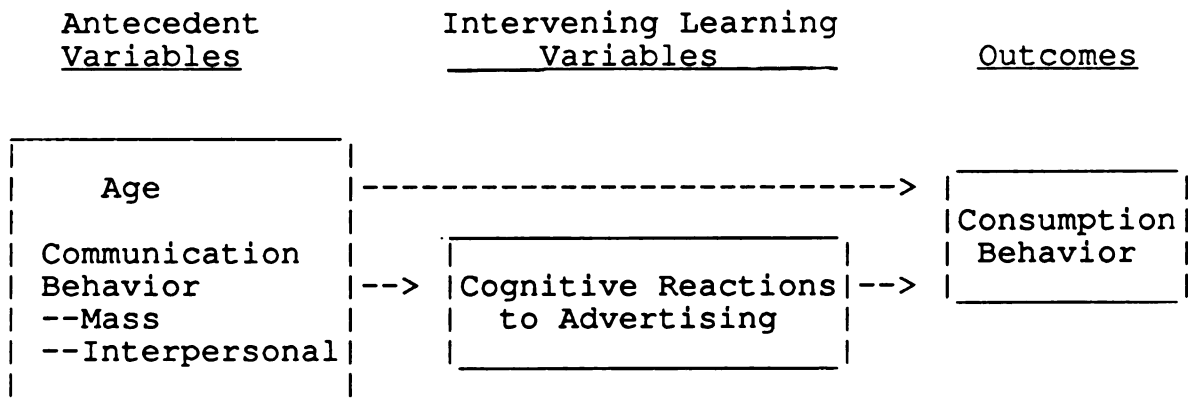 Antecedent
Variables
Intervening Learning
Variables
Outcomes
Age
Communication
Behavior
--Mass
--Interpersonal
Cognitive Reactions
to Advertising
Consumption
Behavior